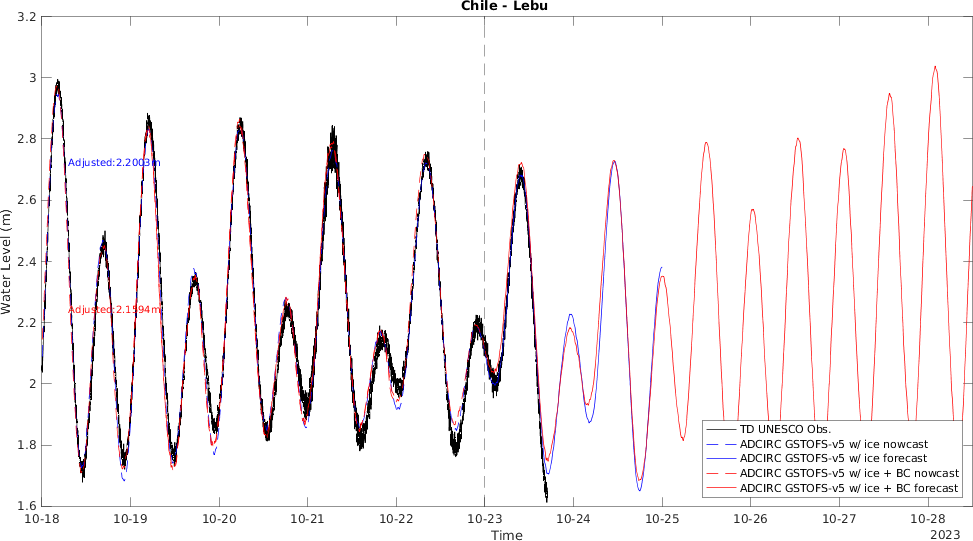 Chile - Lebu
3.2
3
2.8
2.6
2.4
2.2
2
1.8
1.6
Water Level (m)
Adjusted:2.2003m
Adjusted:2.1594m
TD UNESCO Obs.
ADCIRC GSTOFS-v5 w/ ice nowcast
ADCIRC GSTOFS-v5 w/ ice forecast
ADCIRC GSTOFS-v5 w/ ice + BC nowcast
ADCIRC GSTOFS-v5 w/ ice + BC forecast
10-18 10-19 10-20 10-21 10-22 10-23 10-24 10-25 10-26 10-27 10-28
Time
2023